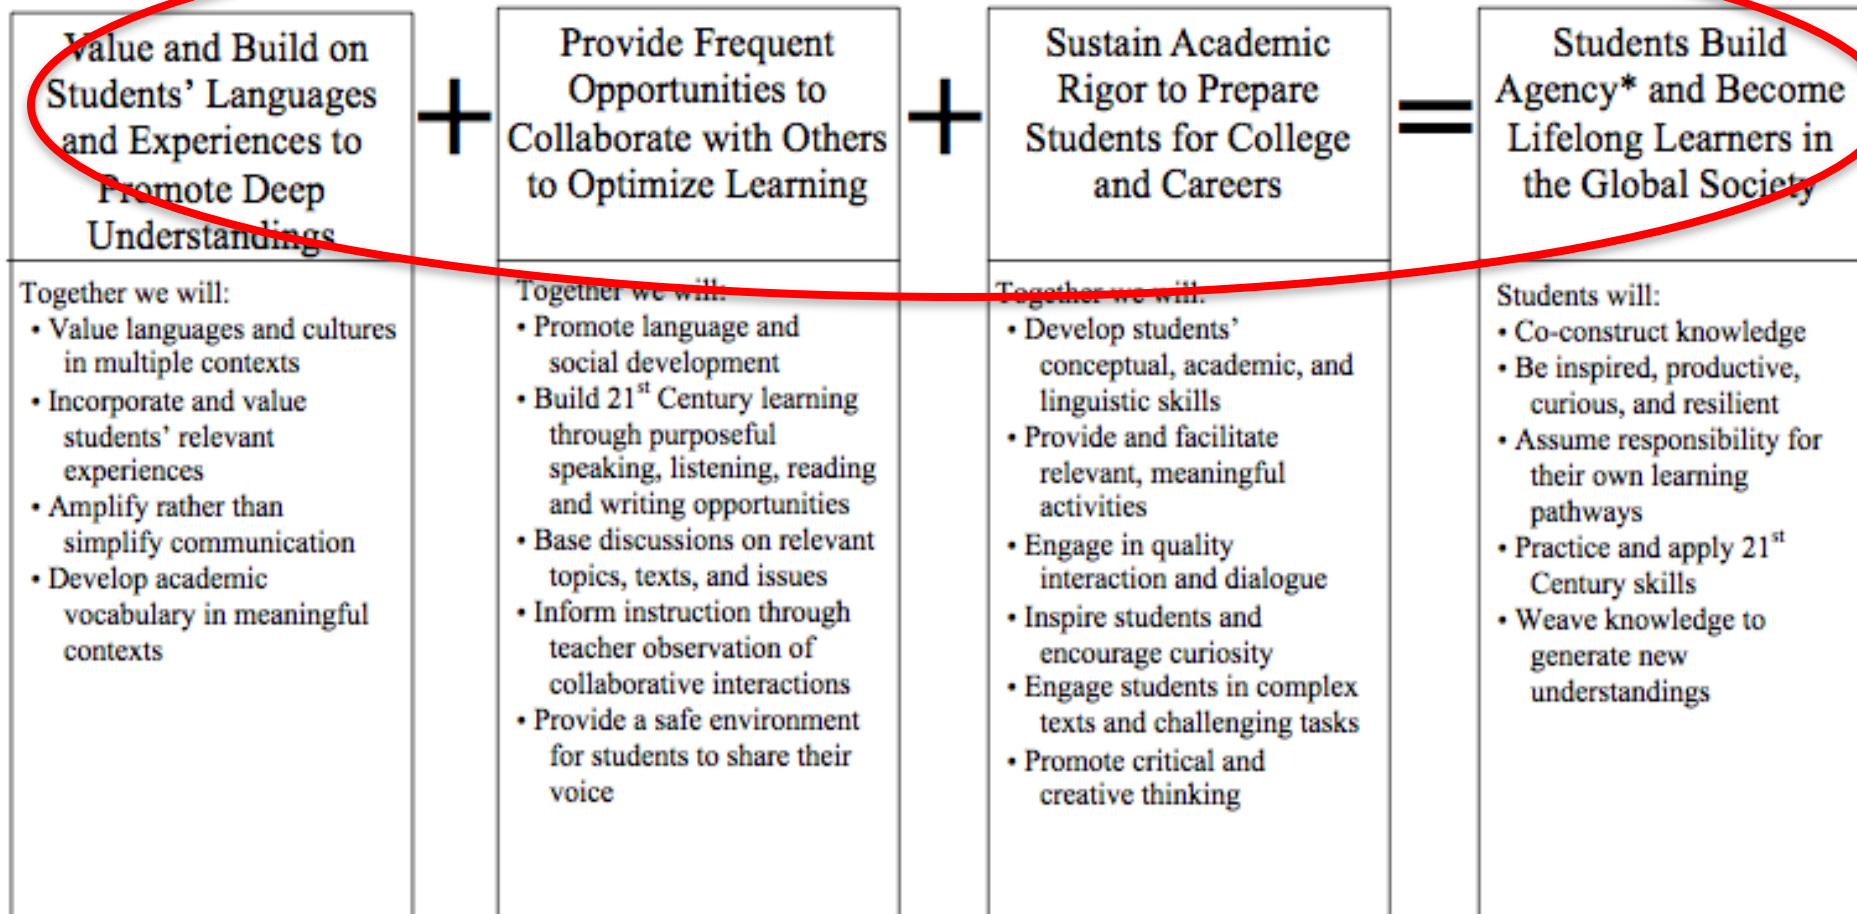 Value and Build on
Students’ Languages
and Experiences to
Promote Deep
Understandings
Together we will:
• Value languages and cultures
in multiple contexts
• Incorporate and value
students’ relevant
experiences
• Amplify rather than
simplify communication
• Develop academic
vocabulary in meaningful
contexts
+
Provide Frequent
Opportunities to
Collaborate with Others
to Optimize Learning
Together we will:
• Promote language and
social development
• Build 21st Century learning
through purposeful
speaking, listening, reading
and writing opportunities
• Base discussions on relevant
topics, texts, and issues
• Inform instruction through
teacher observation of
collaborative interactions
• Provide a safe environment
for students to share their
voice
+
Sustain Academic
Rigor to Prepare
Students for College
and Careers
Together we will:
• Develop students’
conceptual, academic, and
linguistic skills
• Provide and facilitate
relevant, meaningful
activities
• Engage in quality
interaction and dialogue
• Inspire students and
encourage curiosity
• Engage students in complex
texts and challenging tasks
• Promote critical and
creative thinking
=
Students Build
Agency* and Become
Lifelong Learners in
the Global Society
Students will:
• Co-construct knowledge
• Be inspired, productive,
curious, and resilient
• Assume responsibility for
their own learning
pathways
• Practice and apply 21st
Century skills
• Weave knowledge to
generate new
understandings